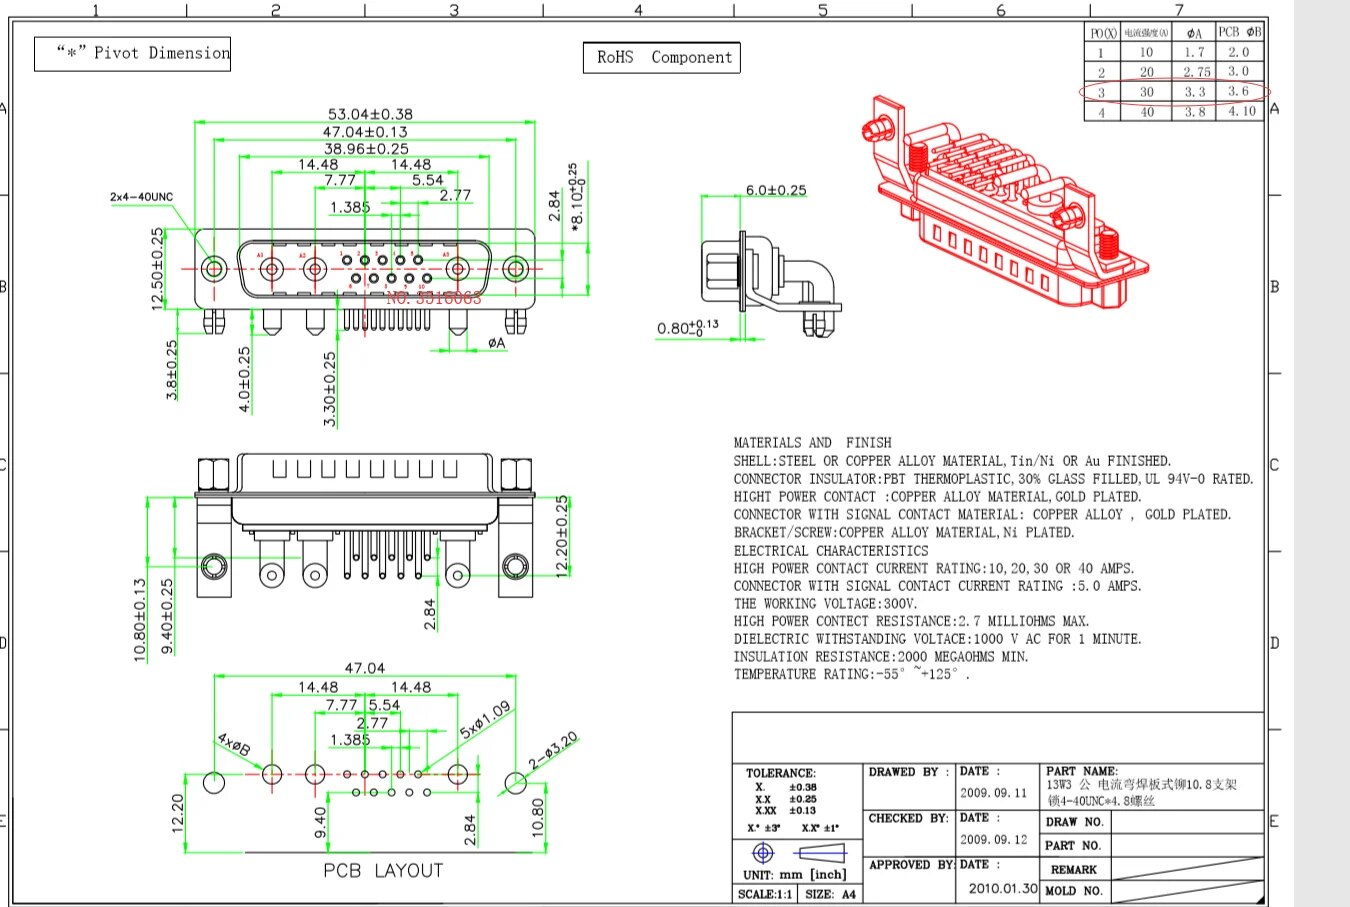 1 2 3 4 5 6 7
“*” Pivot Dimension
RoHS Component
PO(X) 电流强度(A) ØA PCB ØB
1 10 1.7 2.0
2 20 2.75 3.0
3 30 3.3 3.6
4 40 3.8 4.10
A
A
53.04±0.38
47.04±0.13
38.96±0.25
14.48 14.48
7.77 5.54
2.77
1.385
2x4-40UNC
2.84
*8.10+0.25
-0
12.50±0.25
A1 A2 1 2 3 4 5 A3
6 7 8 9 10
NO. 3516063
3.8±0.25
4.0±0.25
3.30±0.25
ØA
6.0±0.25
0.80+0.13
-0
B
B
C
C
10.80±0.13
9.40±0.25
12.20±0.25
2.84
MATERIALS AND FINISH
SHELL:STEEL OR COPPER ALLOY MATERIAL,Tin/Ni OR Au FINISHED.
CONNECTOR INSULATOR:PBT THERMOPLASTIC,30% GLASS FILLED,UL 94V-0 RATED.
HIGHT POWER CONTACT :COPPER ALLOY MATERIAL,GOLD PLATED.
CONNECTOR WITH SIGNAL CONTACT MATERIAL: COPPER ALLOY , GOLD PLATED.
BRACKET/SCREW:COPPER ALLOY MATERIAL,Ni PLATED.
ELECTRICAL CHARACTERISTICS
HIGH POWER CONTACT CURRENT RATING:10,20,30 OR 40 AMPS.
CONNECTOR WITH SIGNAL CONTACT CURRENT RATING :5.0 AMPS.
THE WORKING VOLTAGE:300V.
HIGH POWER CONTECT RESISTANCE:2.7 MILLIOHMS MAX.
DIELECTRIC WITHSTANDING VOLTACE:1000 V AC FOR 1 MINUTE.
INSULATION RESISTANCE:2000 MEGAOHMS MIN.
TEMPERATURE RATING:-55° ~+125° .
D
D
47.04
14.48 14.48
7.77 5.54
2.77
1.385
4xØB
5xØ1.09
2-Ø3.20
12.20
9.40
2.84
10.80
PCB LAYOUT
E
E
TOLERANCE:
X. ±0.38
X.X ±0.25
X.XX ±0.13
X.° ±3° X.X° ±1°
UNIT: mm [inch]
SCALE:1:1 SIZE: A4
DRAWED BY : DATE :
2009.09.11
CHECKED BY: DATE :
2009.09.12
APPROVED BY: DATE :
2010.01.30
PART NAME:
13W3 公 电流弯焊板式铆10.8支架
锁4-40UNC*4.8螺丝
DRAW NO.
PART NO.
REMARK
MOLD NO.